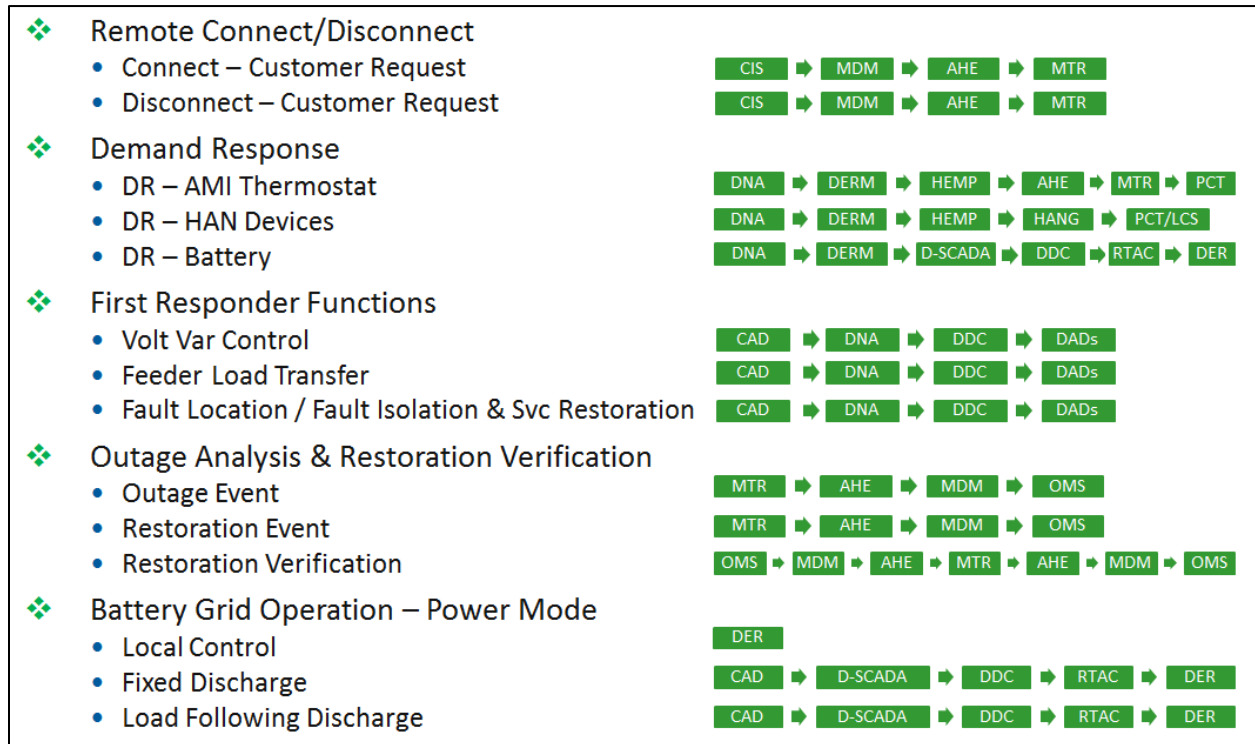 Remote Connect/Disconnect
Connect – Customer Request CIS MDM AHE MTR
Disconnect – Customer Request CIS MDM AHE MTR
Demand Response
DR – AMI Thermostat DNA DERM HEMP AHE MTR PCT
DR – HAN Devices DNA DERM HEMP HANG PCT/LCS
DR – Battery DNA DERM D-SCADA DDC RTAC DER
First Responder Functions
Volt Var Control CAD DNA DDC DADs
Feeder Load Transfer CAD DNA DDC DADs
Fault Location / Fault Isolation & Svc Restoration CAD DNA DDC DADs
Outage Analysis & Restoration Verification
Outage Event MTR AHE MDM OMS
Restoration Event MTR AHE MDM OMS
Restoration Verification OMS MDM AHE MTR AHE MDM OMS
Battery Grid Operation – Power Mode
Local Control DER
Fixed Discharge CAD D-SCADA DDC RTAC DER
Load Following Discharge CAD D-SCADA DDC RTAC DER